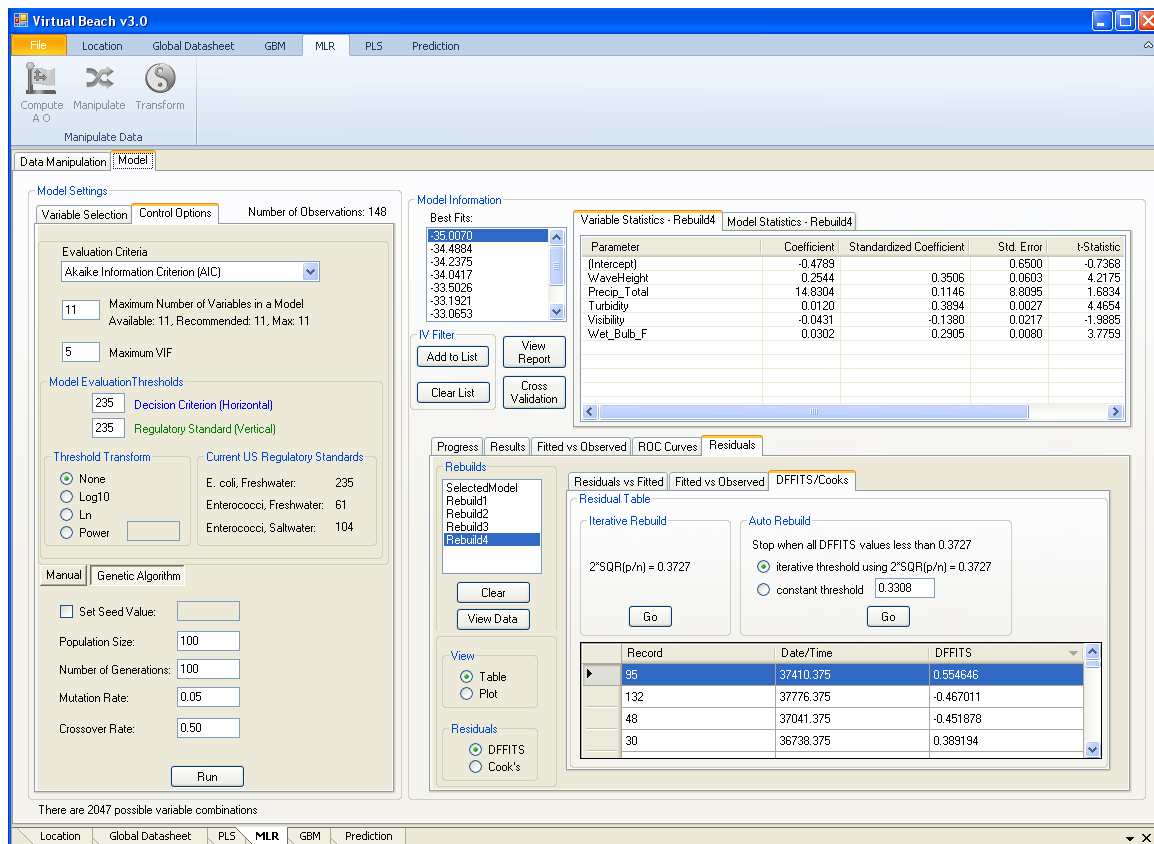 Virtual Beach v3.0
File Location Global Datasheet GBM MLR PLS Prediction
Compute A O Manipulate Transform
Manipulate Data
Data Manipulation Model
Model Settings
Variable Selection Control Options Number of Observations: 148
Evaluation Criteria
Akaike Information Criterion (AIC)
11 Maximum Number of Variables in a Model
Available: 11, Recommended: 11, Max: 11
5 Maximum VIF
Model EvaluationThresholds
235 Decision Criterion (Horizontal)
235 Regulatory Standard (Vertical)
Threshold Transform
None
Log10
Ln
Power
Current US Regulatory Standards
E. coli, Freshwater: 235
Enterococci, Freshwater: 61
Enterococci, Saltwater: 104
Manual Genetic Algorithm
Set Seed Value:
Population Size: 100
Number of Generations: 100
Mutation Rate: 0.05
Crossover Rate: 0.50
Run
There are 2047 possible variable combinations
Model Information
Best Fits:
-35.0070
-34.4884
-34.2375
-34.0417
-33.5026
-33.1921
-33.0653
IV Filter
Add to List
Clear List
View Report
Cross Validation
Variable Statistics - Rebuild4 Model Statistics - Rebuild4
Parameter Coefficient Standardized Coefficient Std. Error t-Statistic
(Intercept) -0.4789 0.6500 -0.7368
WaveHeight 0.2544 0.3506 0.0603 4.2175
Precip_Total 14.8304 0.1146 8.8095 1.6834
Turbidity 0.0120 0.3894 0.0027 4.4654
Visibility -0.0431 -0.1380 0.0217 -1.9885
Wet_Bulb_F 0.0302 0.2905 0.0080 3.7759
Progress Results Fitted vs Observed ROC Curves Residuals
Rebuilds
SelectedModel
Rebuild1
Rebuild2
Rebuild3
Rebuild4
Clear
View Data
View
Table
Plot
Residuals
DFFITS
Cook's
Residuals vs Fitted Fitted vs Observed DFFITS/Cooks
Residual Table
Iterative Rebuild
2*SQR(p/n) = 0.3727
Go
Auto Rebuild
Stop when all DFFITS values less than 0.3727
iterative threshold using 2*SQR(p/n) = 0.3727
constant threshold 0.3308
Go
Record Date/Time DFFITS
95 37410.375 0.554646
132 37776.375 -0.467011
48 37041.375 -0.451878
30 36738.375 0.389194
Location Global Datasheet PLS MLR GBM Prediction